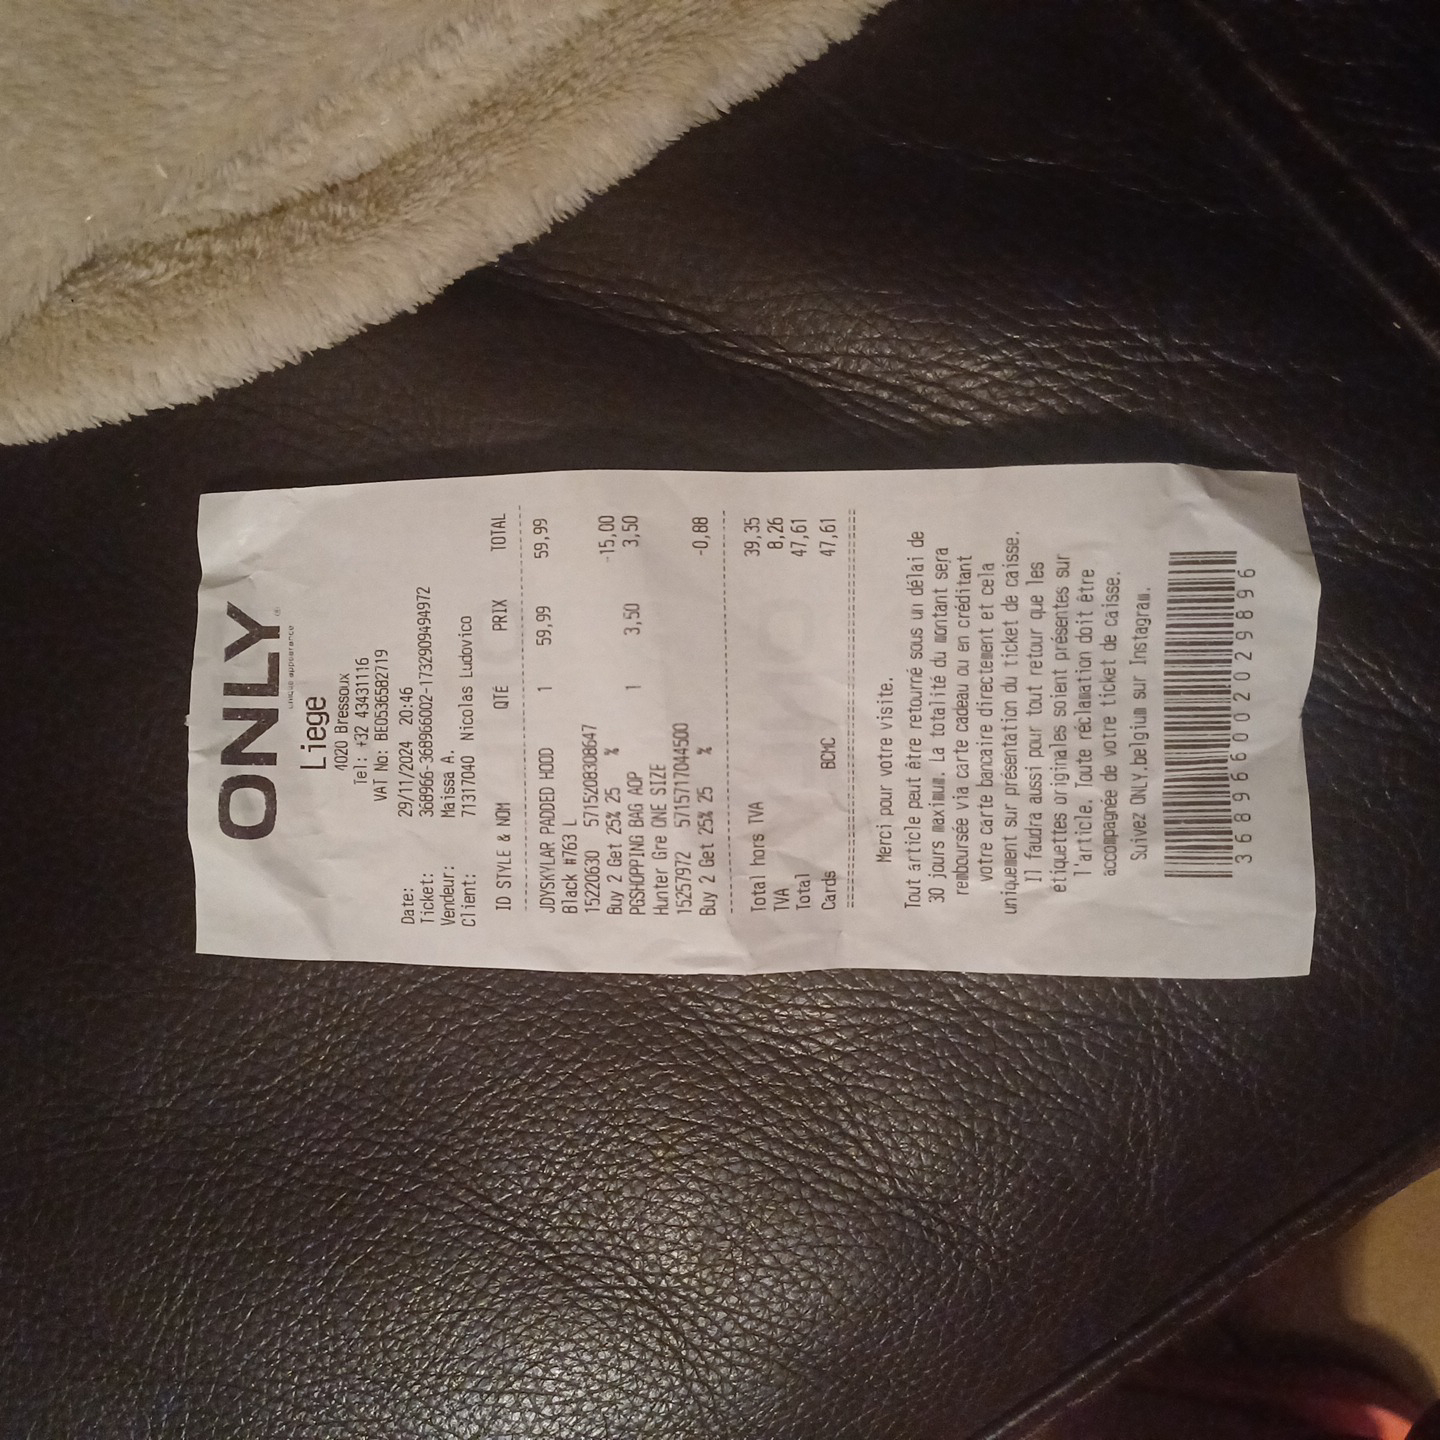 ONLY
unique appearance
Liege
4020 Bressoux
Tel: +32 43431116
VAT No: BE0536582719
Date: 29/11/2024 20:46
Ticket: 368966-368966002-1732909494972
Vendeur: Maissa A.
Client: 71317040 Nicolas Ludovico
ID STYLE & NOM QTE PRIX TOTAL
JDYSKYLAR PADDED HOOD 1 59,99 59,99
Black #763 L
15220630 5715208308647
Buy 2 Get 25% 25 % -15,00
PGSHOPPING BAG AOP 1 3,50 3,50
Hunter Gre ONE SIZE
15257972 5715717044500
Buy 2 Get 25% 25 % -0,88
Total hors TVA 39,35
TVA 8,26
Total 47,61
Cards BCMC 47,61
Merci pour votre visite.
Tout article peut être retourné sous un délai de
30 jours maximum. La totalité du montant sera
remboursée via carte cadeau ou en créditant
votre carte bancaire directement et cela
uniquement sur présentation du ticket de caisse.
Il faudra aussi pour tout retour que les
étiquettes originales soient présentes sur
l'article. Toute réclamation doit être
accompagnée de votre ticket de caisse.
Suivez ONLY.belgium sur Instagram.
3689660020029896